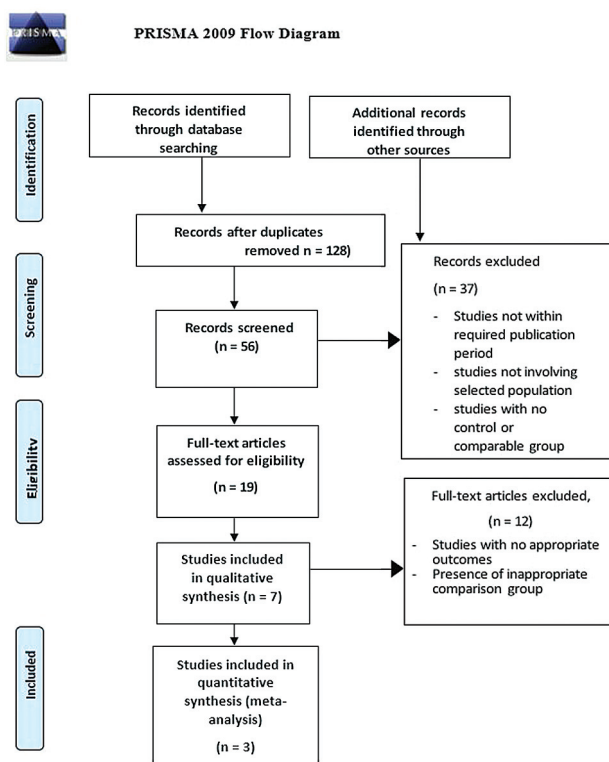 PRISMA
PRISMA 2009 Flow Diagram
Identification
Records identified
through database
searching
Additional records
identified through
other sources
Records after duplicates
removed n = 128)
Screening
Records screened
(n = 56)
Records excluded
(n = 37)
- Studies not within
required publication
period
- studies not involving
selected population
- studies with no
control or
comparable group
Eligibility
Full-text articles
assessed for eligibility
(n = 19)
Full-text articles excluded,
(n = 12)
- Studies with no appropriate
outcomes
- Presence of inappropriate
comparison group
Studies included
in qualitative
synthesis (n = 7)
Included
Studies included in
quantitative
synthesis (meta-
analysis)
(n = 3)